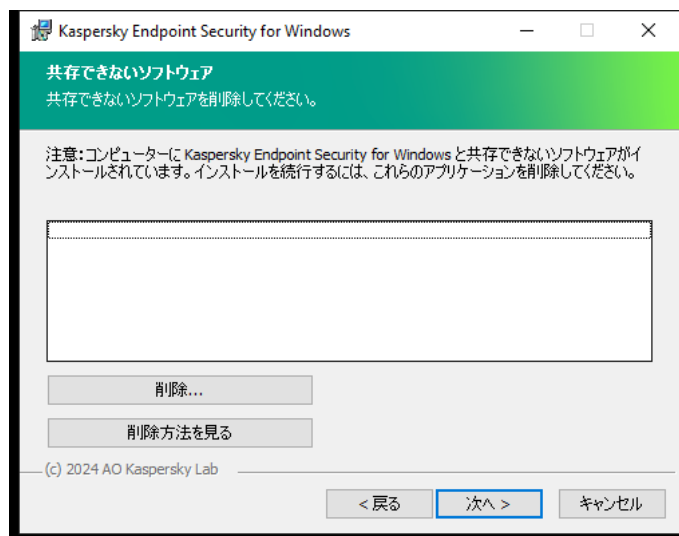 Kaspersky Endpoint Security for Windows
共存できないソフトウェア
共存できないソフトウェアを削除してください。
注意:コンピューターに Kaspersky Endpoint Security for Windows と共存できないソフトウェアがイ
ンストールされています。インストールを続行するには、これらのアプリケーションを削除してください。
削除...
削除方法を見る
(c) 2024 AO Kaspersky Lab
< 戻る
次へ >
キャンセル